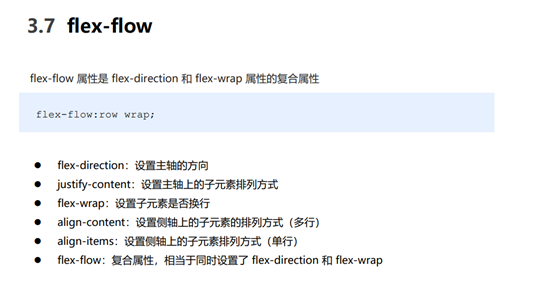 3.7 flex-flow
flex-flow 属性是 flex-direction 和 flex-wrap 属性的复合属性
flex-flow:row wrap;
● flex-direction：设置主轴的方向
● justify-content：设置主轴上的子元素排列方式
● flex-wrap：设置子元素是否换行
● align-content：设置侧轴上的子元素的排列方式（多行）
● align-items：设置侧轴上的子元素排列方式（单行）
● flex-flow：复合属性，相当于同时设置了 flex-direction 和 flex-wrap